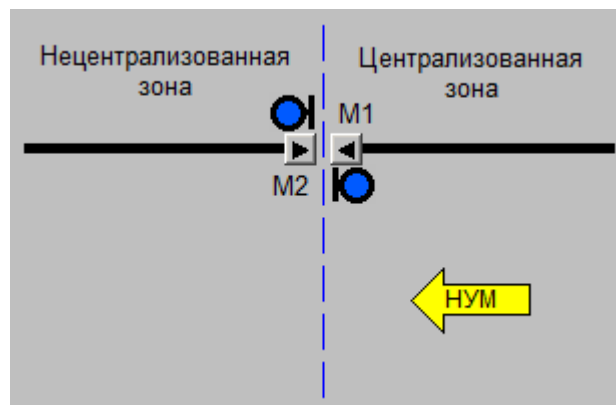 Нецентрализованная
зона
Централизованная
зона
М1
М2
НУМ